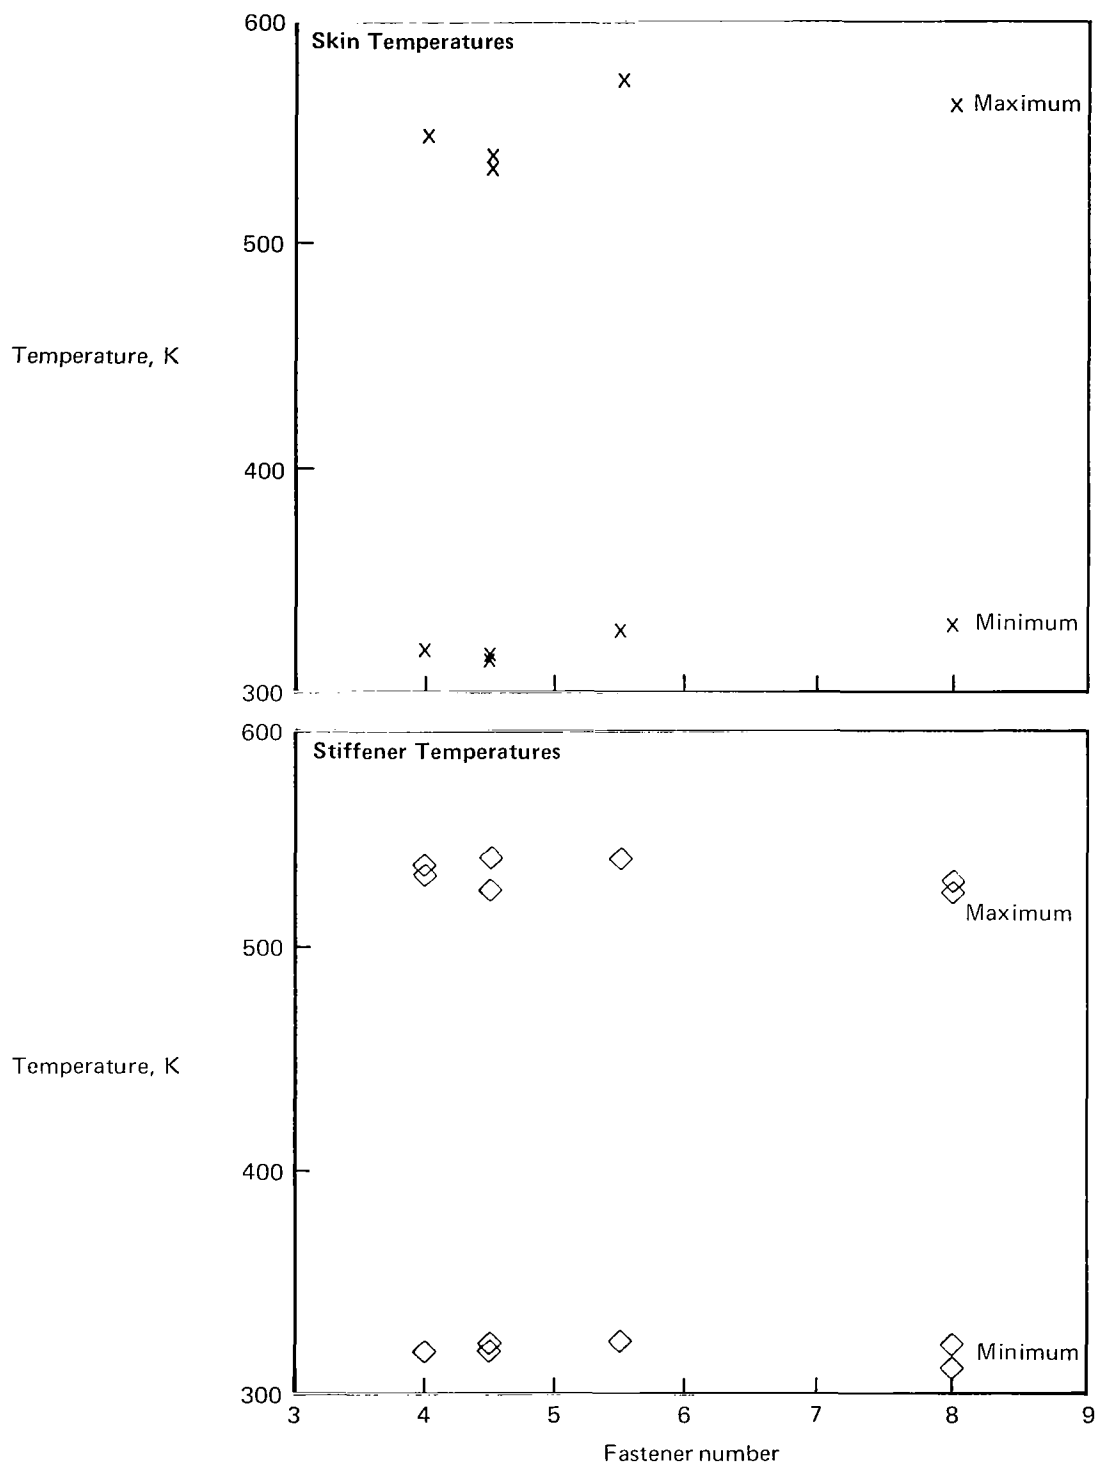 600
Skin Temperatures
Maximum
500
Temperature, K
400
Minimum
300
600
Stiffener Temperatures
Maximum
500
Temperature, K
400
Minimum
300
3 4 5 6 7 8 9
Fastener number